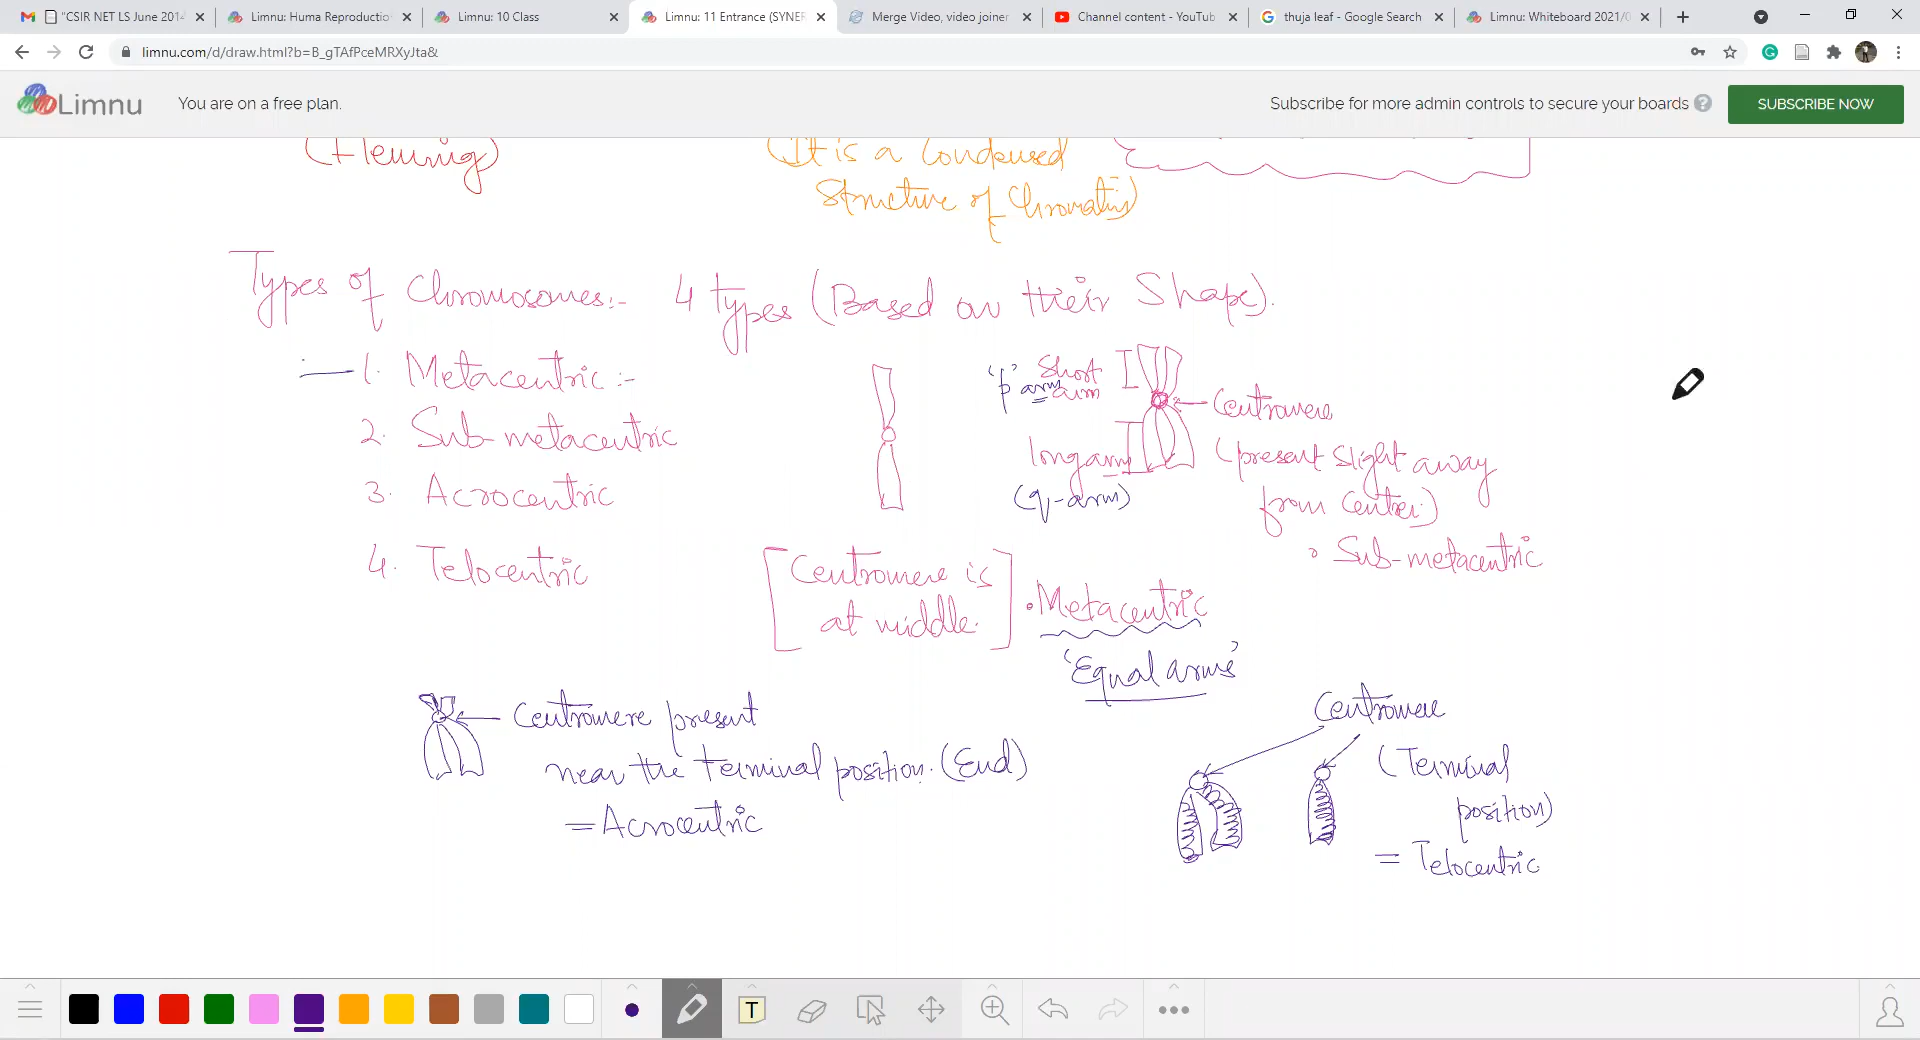 "CSIR NET LS June 2014
Limnu: Huma Reproductio
Limnu: 10 Class
Limnu: 11 Entrance (SYNER
Merge Video, video joiner
Channel content - YouTub
thuja leaf - Google Search
Limnu: Whiteboard 2021/0
limnu.com/d/draw.html?b=B_gTAfPceMRXyJta&
Limnu
You are on a free plan.
Subscribe for more admin controls to secure your boards ?
SUBSCRIBE NOW
(Fleming)
(It is a Condensed
Structure of Chromatin)
Types of Chromosomes:- 4 types (Based on their Shape).
1. Metacentric:-
2. Sub-metacentric
3. Acrocentric
4. Telocentric
'p' arm
Short
arm
long arm
(q-arm)
Centromere
(present slight away
from Center.)
• Sub-metacentric
[Centromere is
at middle.]
• Metacentric
'Equal arms'
Centromere present
near the terminal position. (End)
= Acrocentric
Centromere
(Terminal
position)
= Telocentric
T